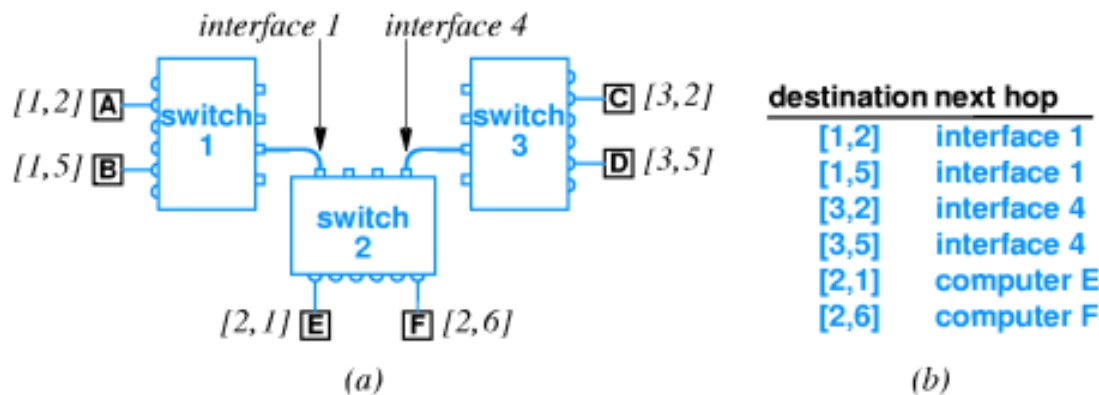 interface 1 interface 4
[1,2] A switch 1
[1,5] B
switch 3 C [3,2]
D [3,5]
switch 2
[2,1] E F [2,6]
(a)
destination next hop
[1,2] interface 1
[1,5] interface 1
[3,2] interface 4
[3,5] interface 4
[2,1] computer E
[2,6] computer F
(b)